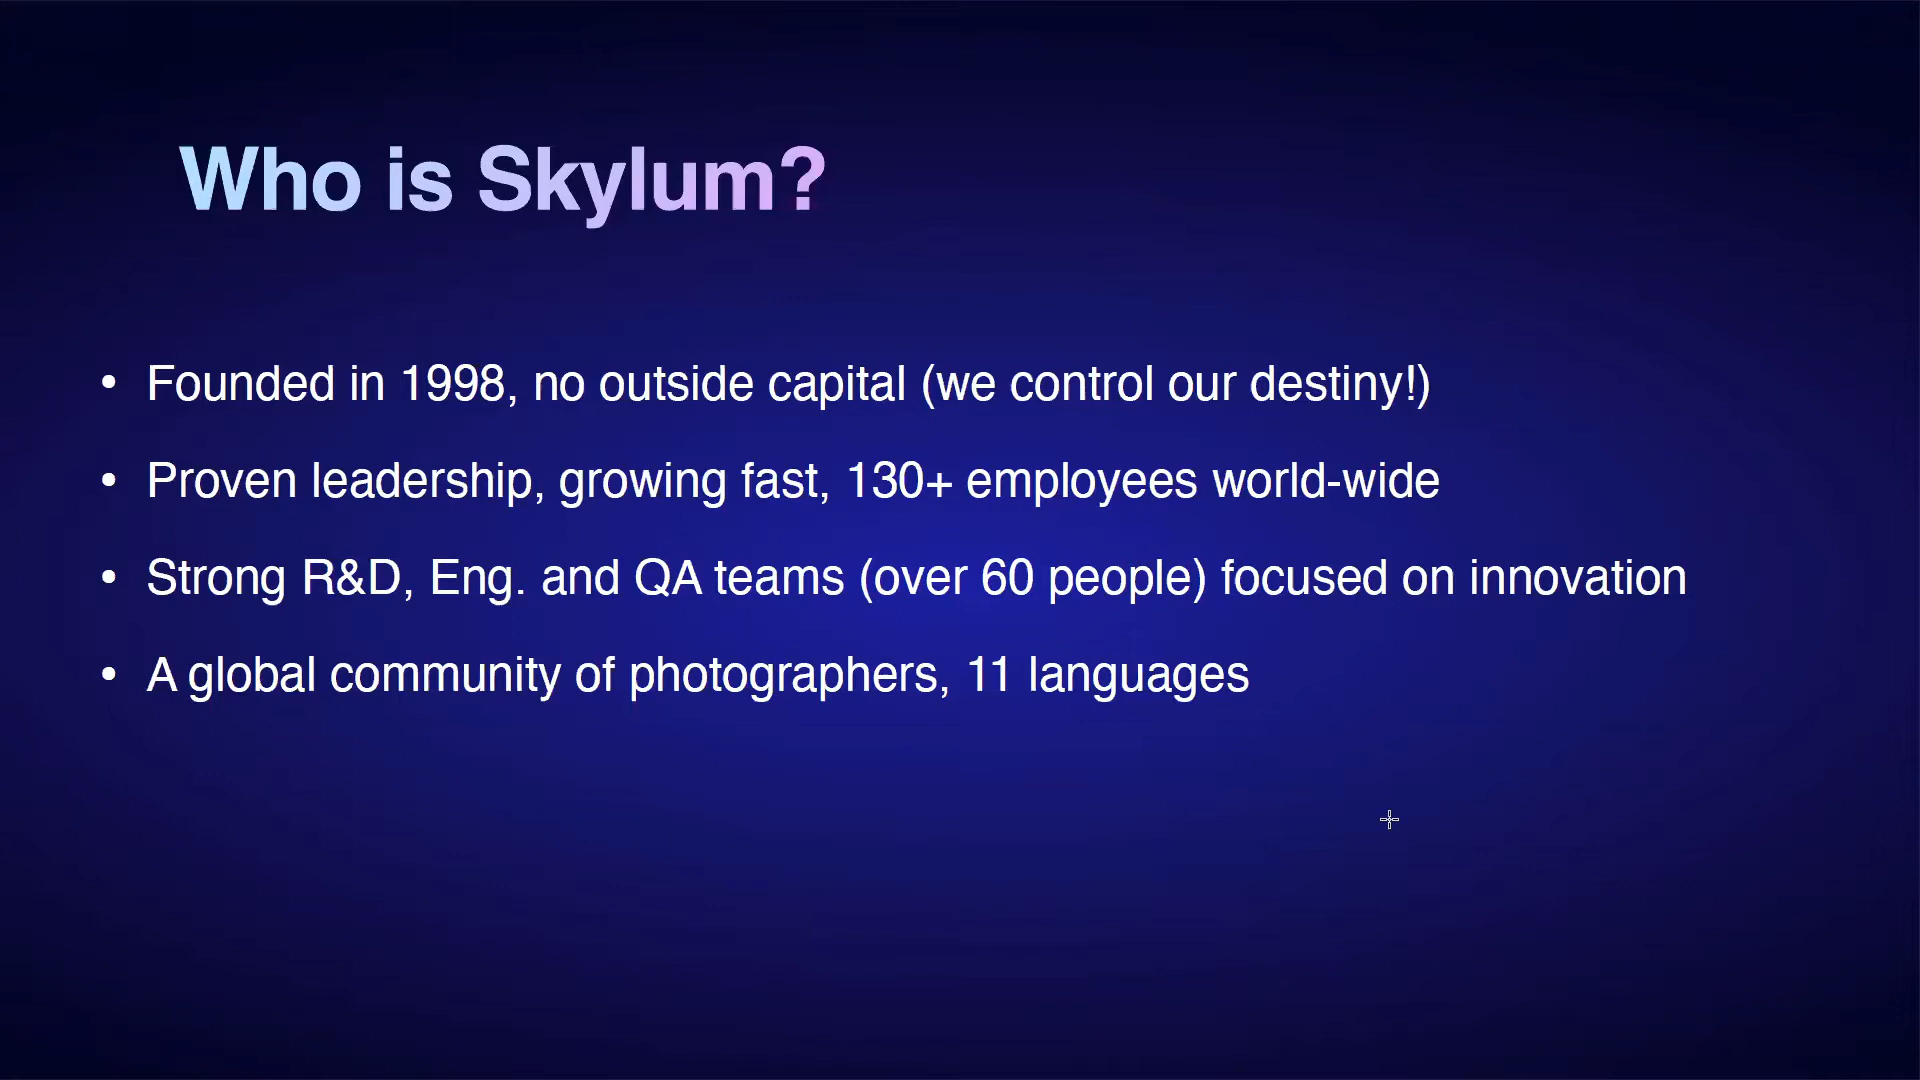 Who is Skylum?
• Founded in 1998, no outside capital (we control our destiny!)
• Proven leadership, growing fast, 130+ employees world-wide
• Strong R&D, Eng. and QA teams (over 60 people) focused on innovation
• A global community of photographers, 11 languages